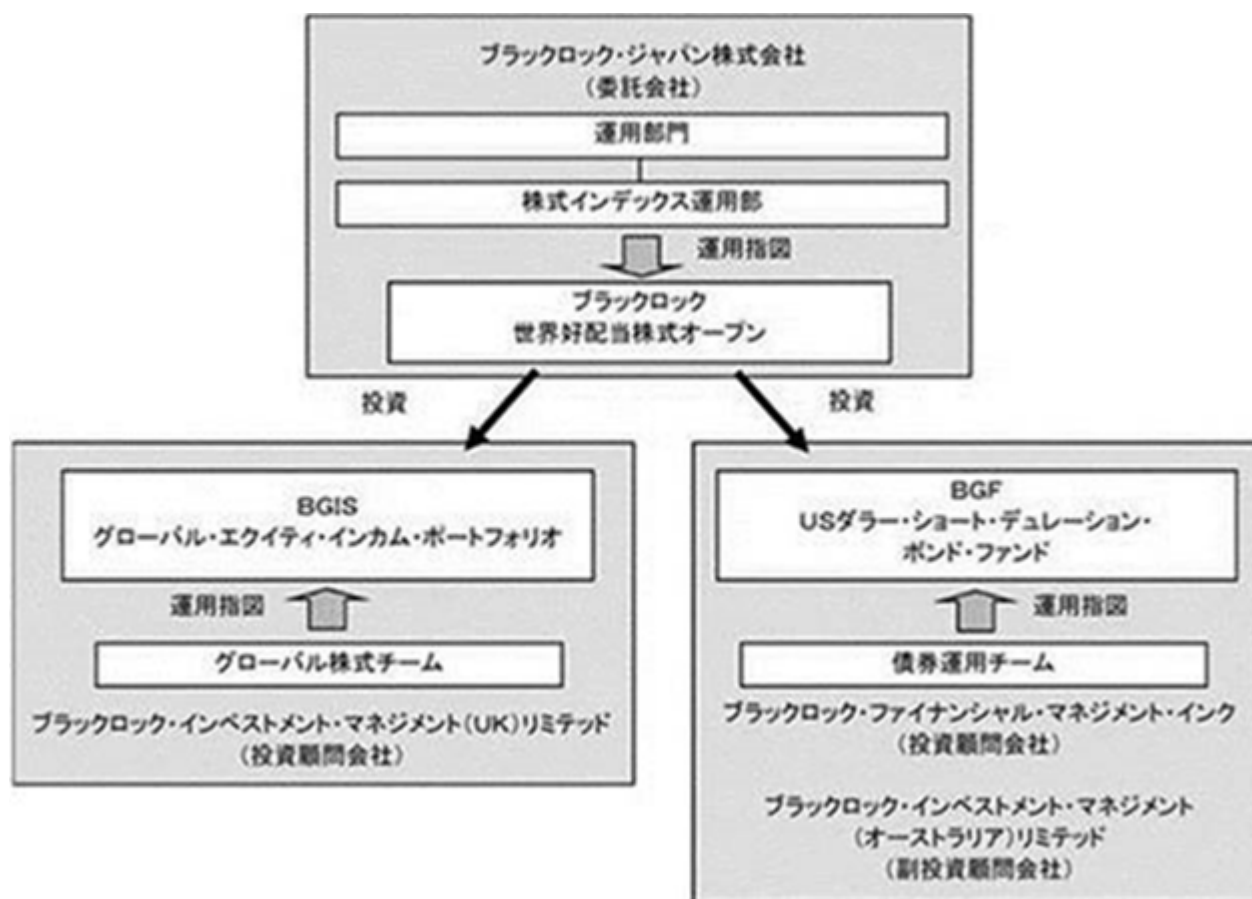 ブラックロック・ジャパン株式会社
（委託会社）
運用部門
株式インデックス運用部
運用指図
ブラックロック
世界好配当株式オープン
投資
投資
BGIS
グローバル・エクイティ・インカム・ポートフォリオ
運用指図
グローバル株式チーム
ブラックロック・インベストメント・マネジメント（UK）リミテッド
（投資顧問会社）
BGF
USダラー・ショート・デュレーション・
ボンド・ファンド
運用指図
債券運用チーム
ブラックロック・ファイナンシャル・マネジメント・インク
（投資顧問会社）
ブラックロック・インベストメント・マネジメント
（オーストラリア）リミテッド
（副投資顧問会社）